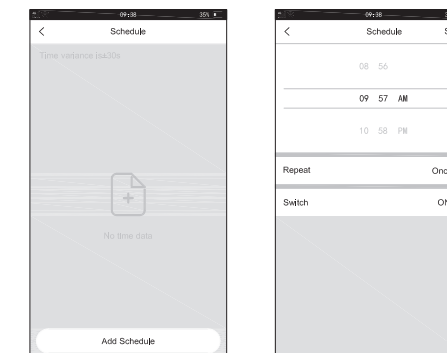 09:38 35%
Schedule
Time variance is±30s
No time data
Add Schedule
09:38
Schedule
08 56
09 57 AM
10 58 PM
Repeat
Switch